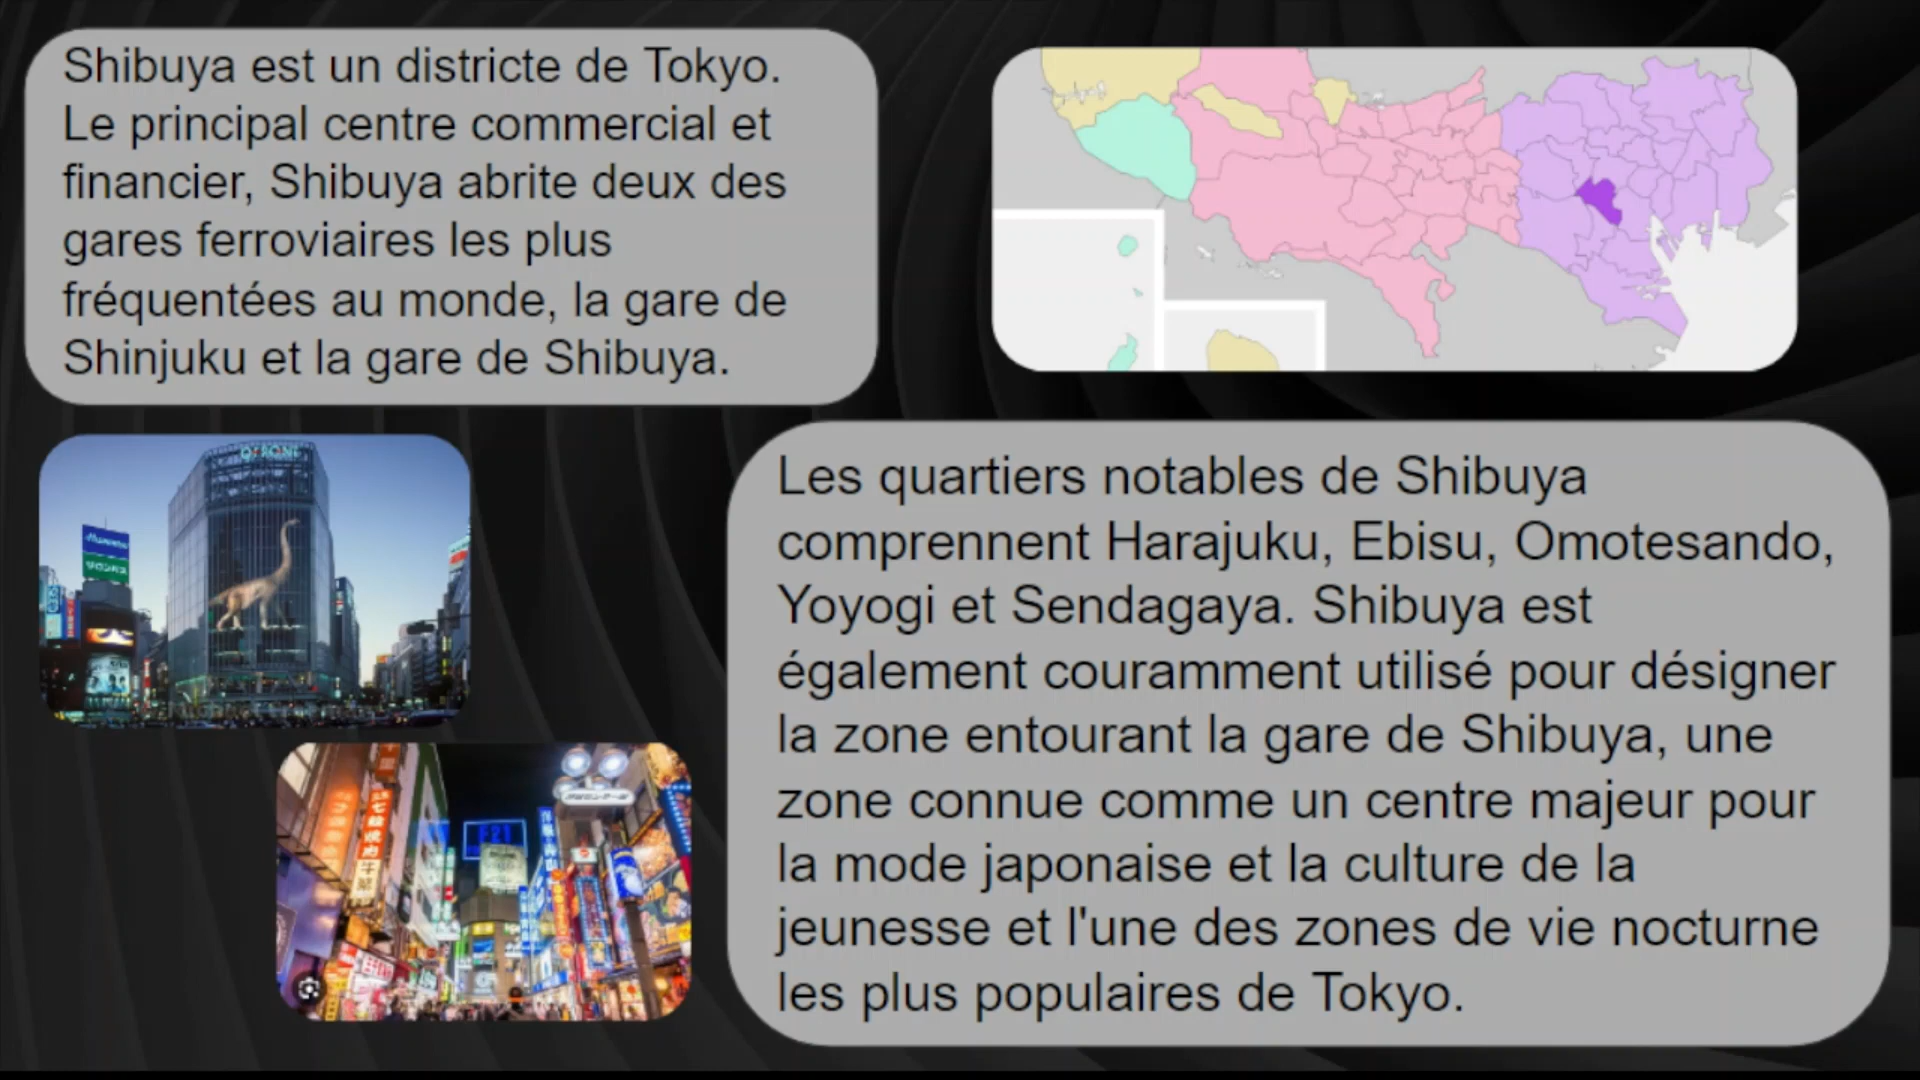 Shibuya est un districte de Tokyo.
Le principal centre commercial et
financier, Shibuya abrite deux des
gares ferroviaires les plus
fréquentées au monde, la gare de
Shinjuku et la gare de Shibuya.
Les quartiers notables de Shibuya
comprennent Harajuku, Ebisu, Omotesando,
Yoyogi et Sendagaya. Shibuya est
également couramment utilisé pour désigner
la zone entourant la gare de Shibuya, une
zone connue comme un centre majeur pour
la mode japonaise et la culture de la
jeunesse et l'une des zones de vie nocturne
les plus populaires de Tokyo.